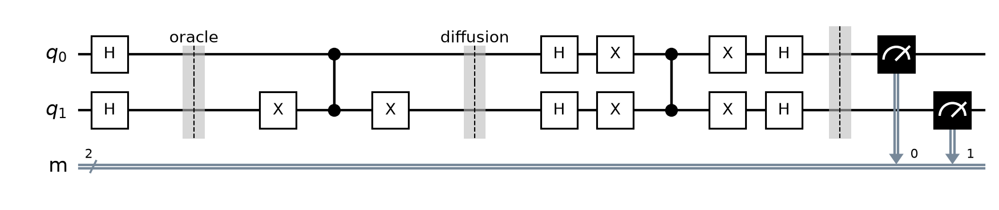 oracle diffusion
q0 H H X X H
q1 H X X H X X H
2 0 1
m